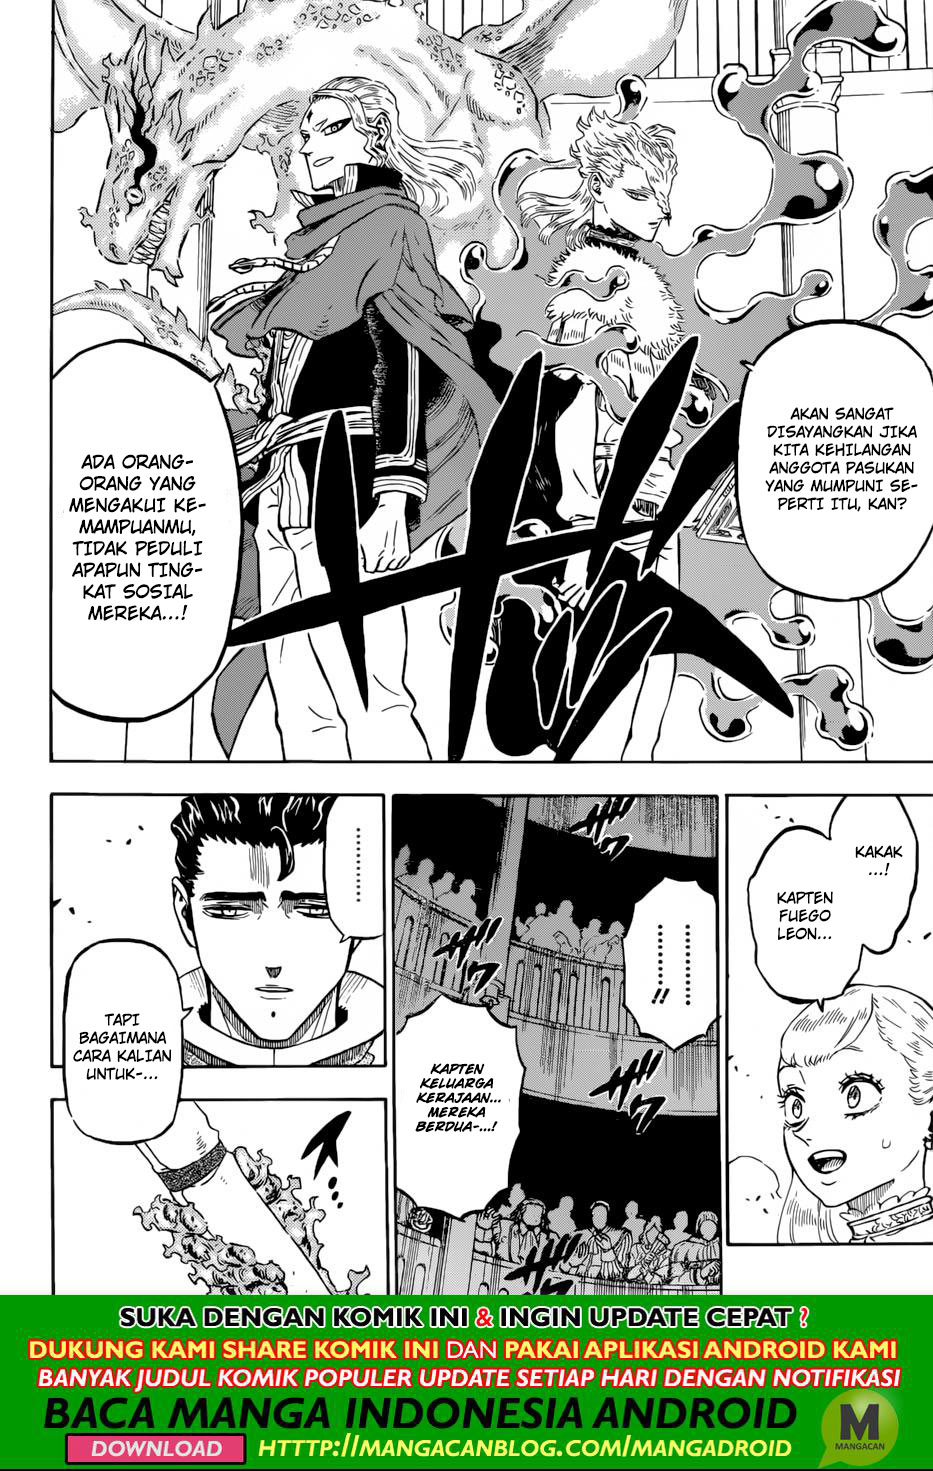 AKAN SANGAT
DISAYANGKAN JIKA
KITA KEHILANGAN
ANGGOTA PASUKAN
YANG MUMPUNI SE-
PERTI ITU, KAN?
ADA ORANG-
ORANG YANG
MENGAKUI KE-
MAMPUANMU,
TIDAK PEDULI
APAPUN TING-
KAT SOSIAL
MEREKA...!
KAKAK
...!
KAPTEN
FUEGO
LEON...
..........!!
KAPTEN
KELUARGA
KERAJAAN...
MEREKA
BERDUA-...!
..........
TAPI
BAGAIMANA
CARA KALIAN
UNTUK-...
SUKA DENGAN KOMIK INI & INGIN UPDATE CEPAT ?
DUKUNG KAMI SHARE KOMIK INI DAN PAKAI APLIKASI ANDROID KAMI
BANYAK JUDUL KOMIK POPULER UPDATE SETIAP HARI DENGAN NOTIFIKASI
BACA MANGA INDONESIA ANDROID
DOWNLOAD HTTTP://MANGACANBLOG.COM/MANGADROID
M
MANGACAN